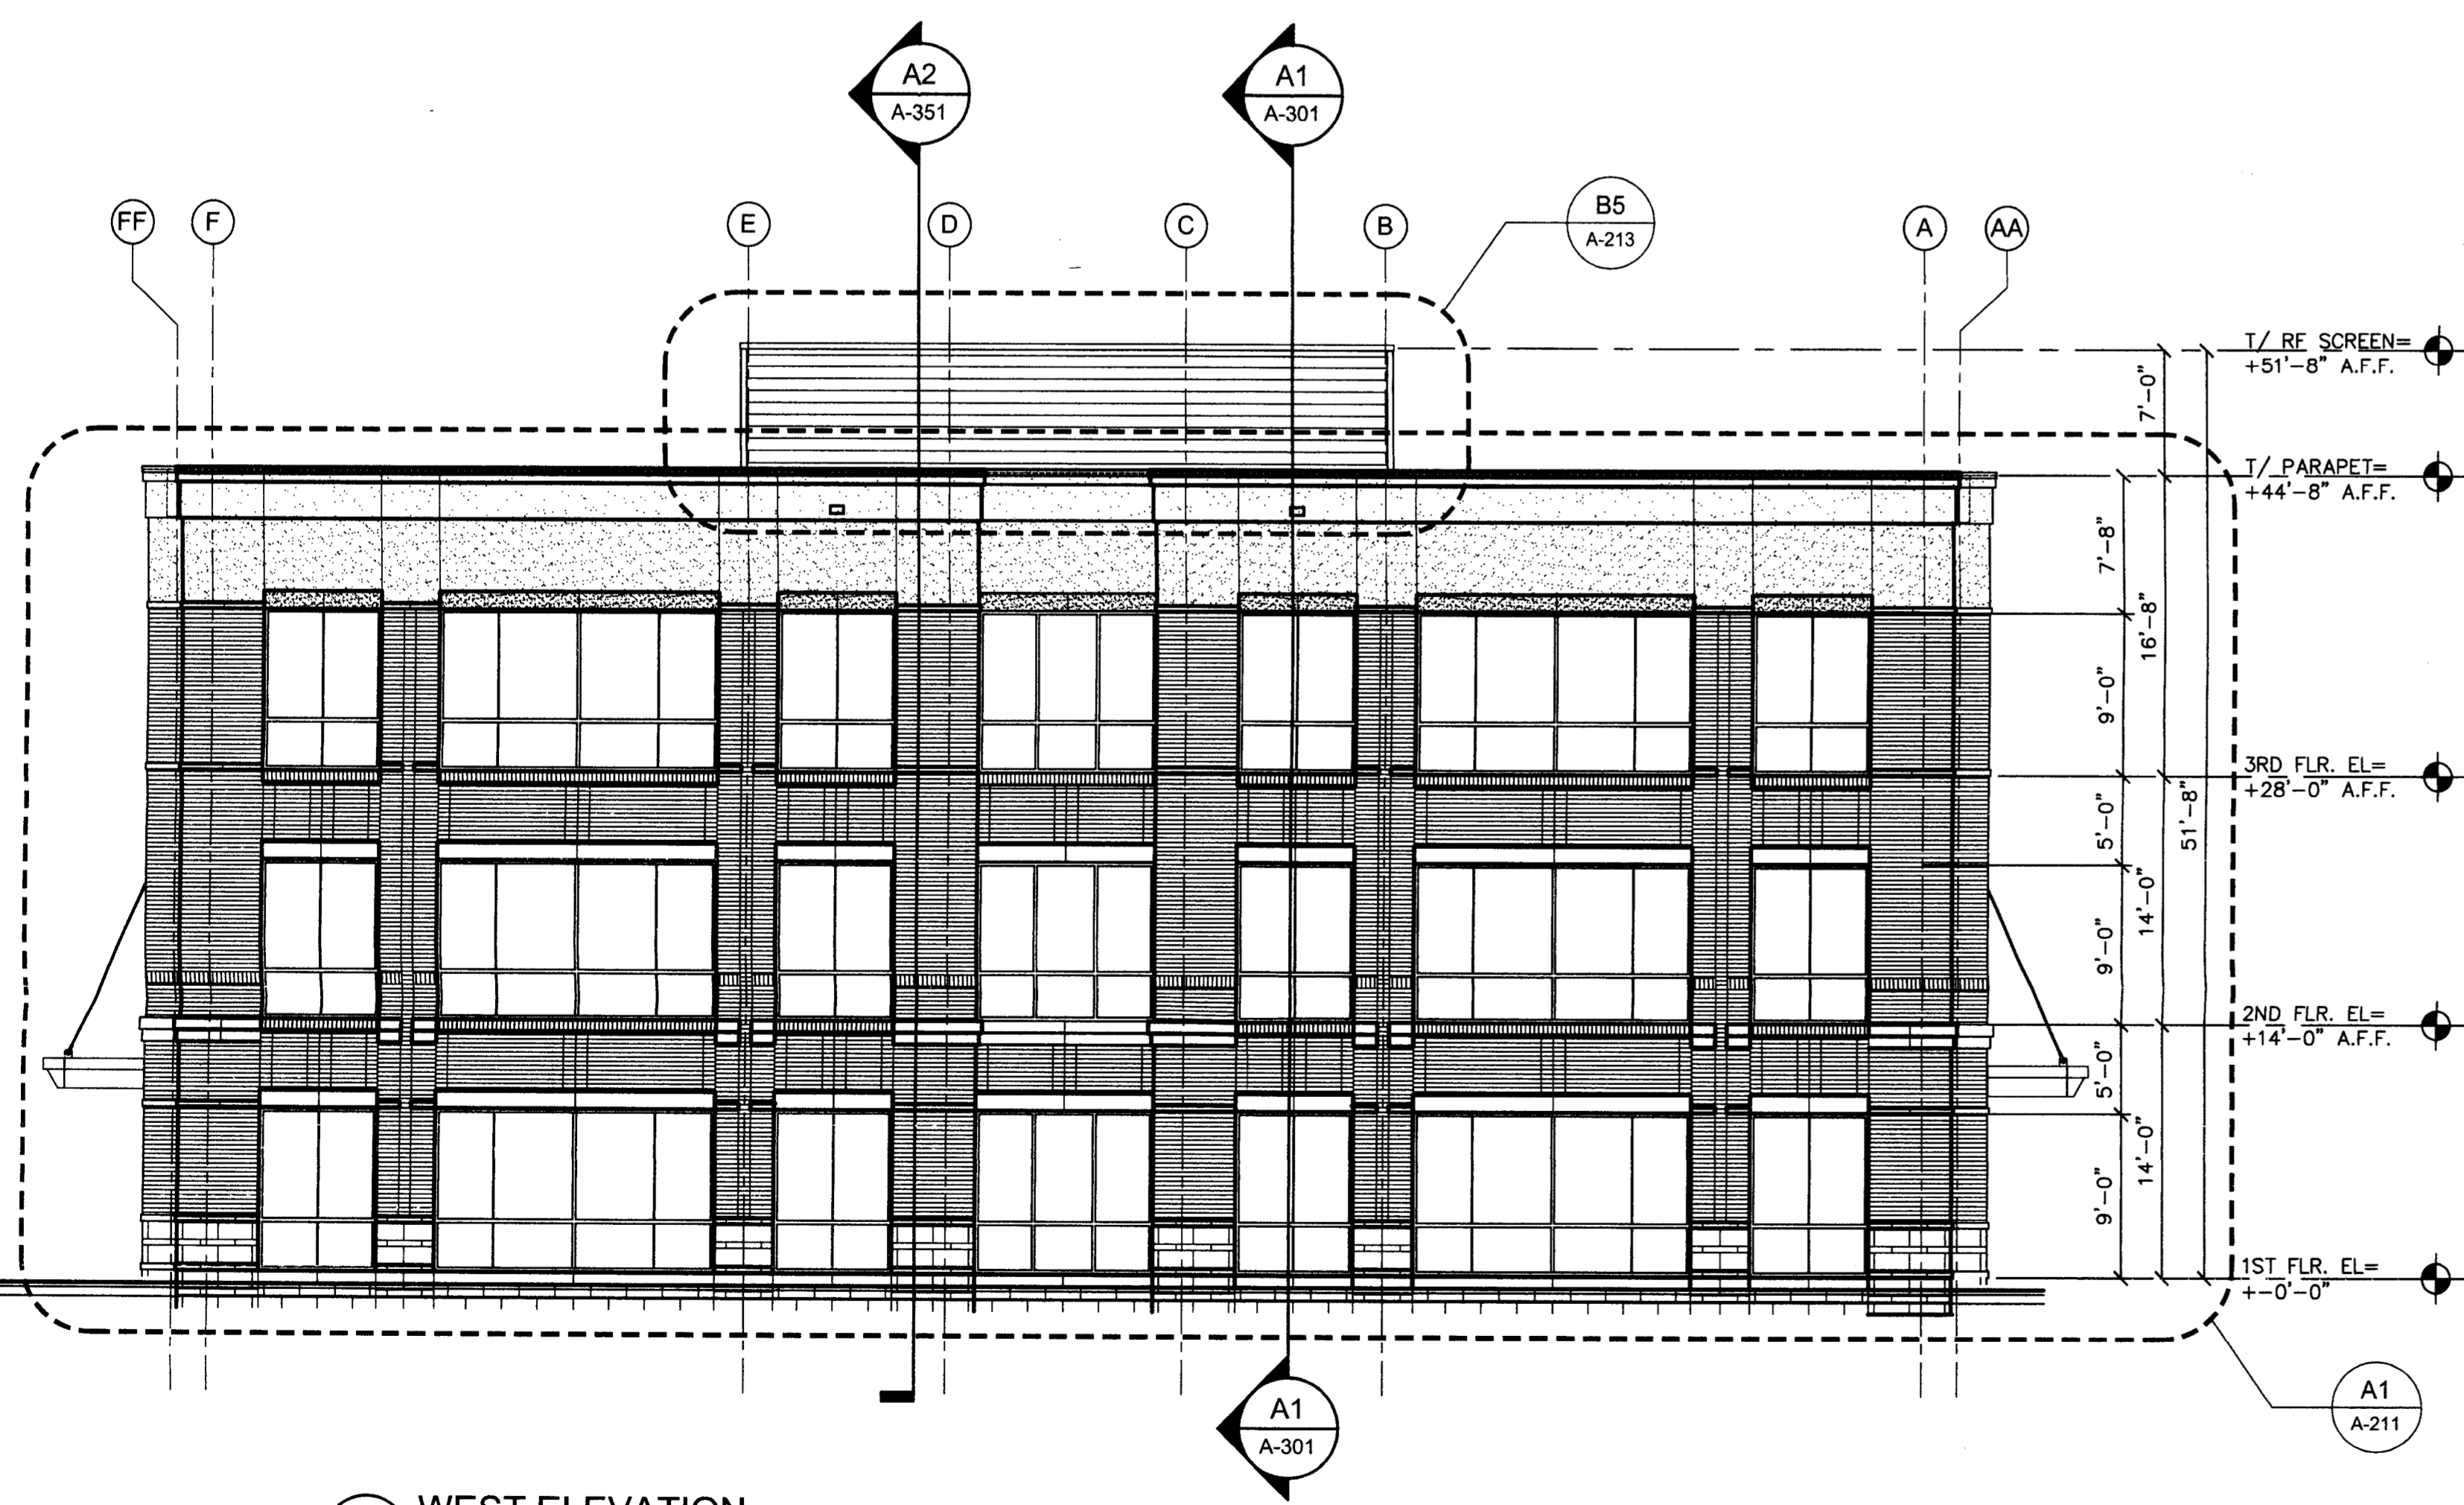 A2
A-351
A1
A-301
FF
F
E
D
C
B
B5
A-213
A
AA
T/ RF SCREEN=
+51'-8" A.F.F.
7'-0"
T/ PARAPET=
+44'-8" A.F.F.
7'-8"
16'-8"
9'-0"
3RD FLR. EL=
+28'-0" A.F.F.
5'-0"
51'-8"
14'-0"
9'-0"
2ND FLR. EL=
+14'-0" A.F.F.
5'-0"
14'-0"
9'-0"
1ST FLR. EL=
+-0'-0"
A1
A-211
A1
A-301
WEST ELEVATION